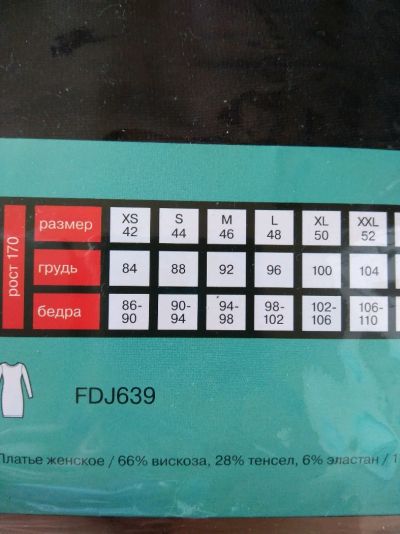 рост 170
размер XS 42 S 44 M 46 L 48 XL 50 XXL 52
грудь 84 88 92 96 100 104
бедра 86-90 90-94 94-98 98-102 102-106 106-110
FDJ639
Платье женское / 66% вискоза, 28% тенсел, 6% эластан / 1